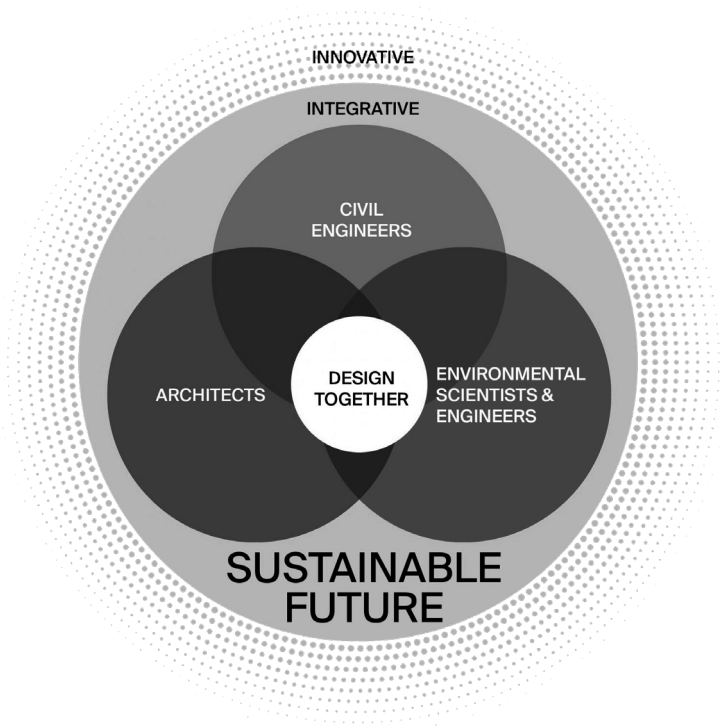 INNOVATIVE
INTEGRATIVE
CIVIL
ENGINEERS
ARCHITECTS
DESIGN
TOGETHER
ENVIRONMENTAL
SCIENTISTS &
ENGINEERS
SUSTAINABLE
FUTURE